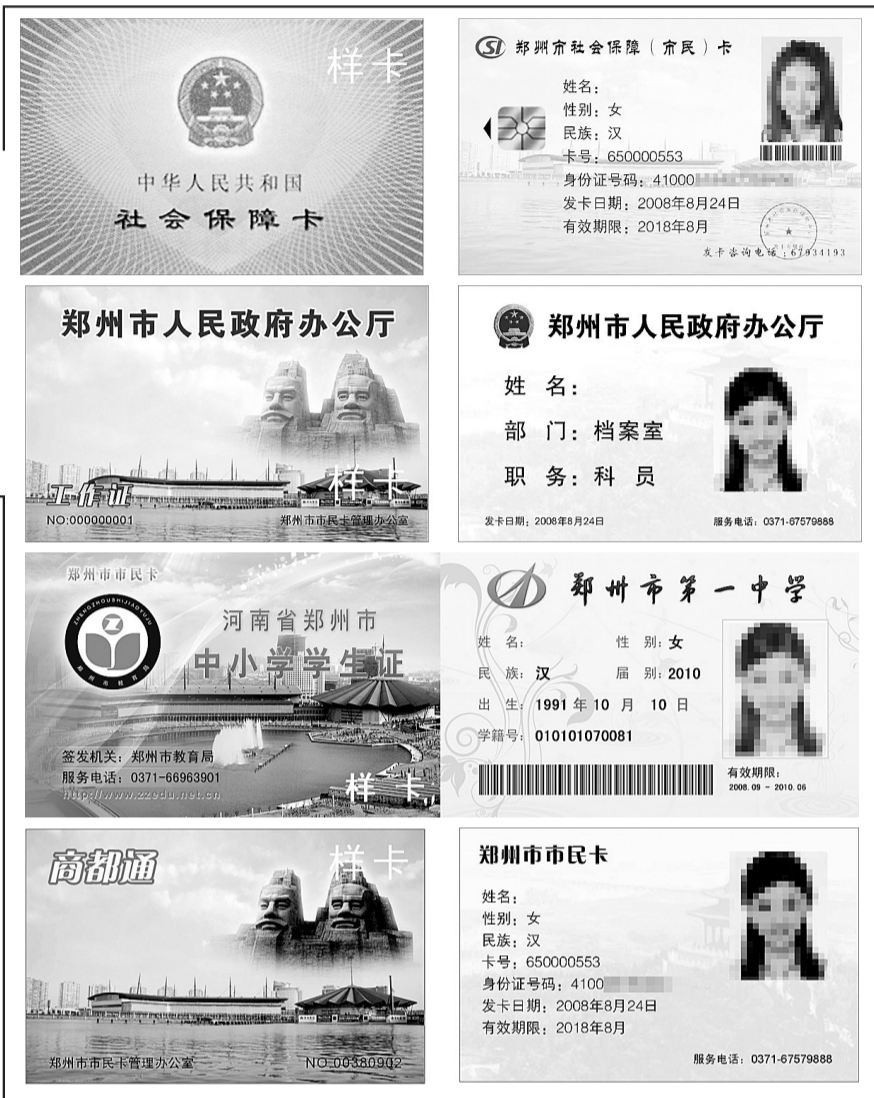 样卡
中华人民共和国
社会保障卡
SI 郑州市社会保障（市民）卡
姓名：
性别：女
民族：汉
卡号：650000553
身份证号码：41000
发卡日期：2008年8月24日
有效期限：2018年8月
发卡咨询电话：67934193
郑州市人民政府办公厅
样卡
工作证
NO:000000001
郑州市市民卡管理办公室
郑州市人民政府办公厅
姓 名：
部 门：档案室
职 务：科 员
发卡日期：2008年8月24日
服务电话：0371-67579888
郑州市市民卡
ZHENGZHOUSHIJIAOYUJU
郑州市教育局
河南省郑州市
中小学学生证
签发机关：郑州市教育局
服务电话：0371-66963901
http://www.zzedu.net.cn
样卡
郑州市第一中学
姓 名：
性 别：女
民 族：汉
届 别：2010
出 生：1991 年 10 月 10 日
学籍号：010101070081
有效期限：
2008.09 - 2010.06
商都通
样卡
郑州市市民卡管理办公室
NO.00380902
郑州市市民卡
姓名：
性别：女
民族：汉
卡号：650000553
身份证号码：4100
发卡日期：2008年8月24日
有效期限：2018年8月
服务电话：0371-67579888